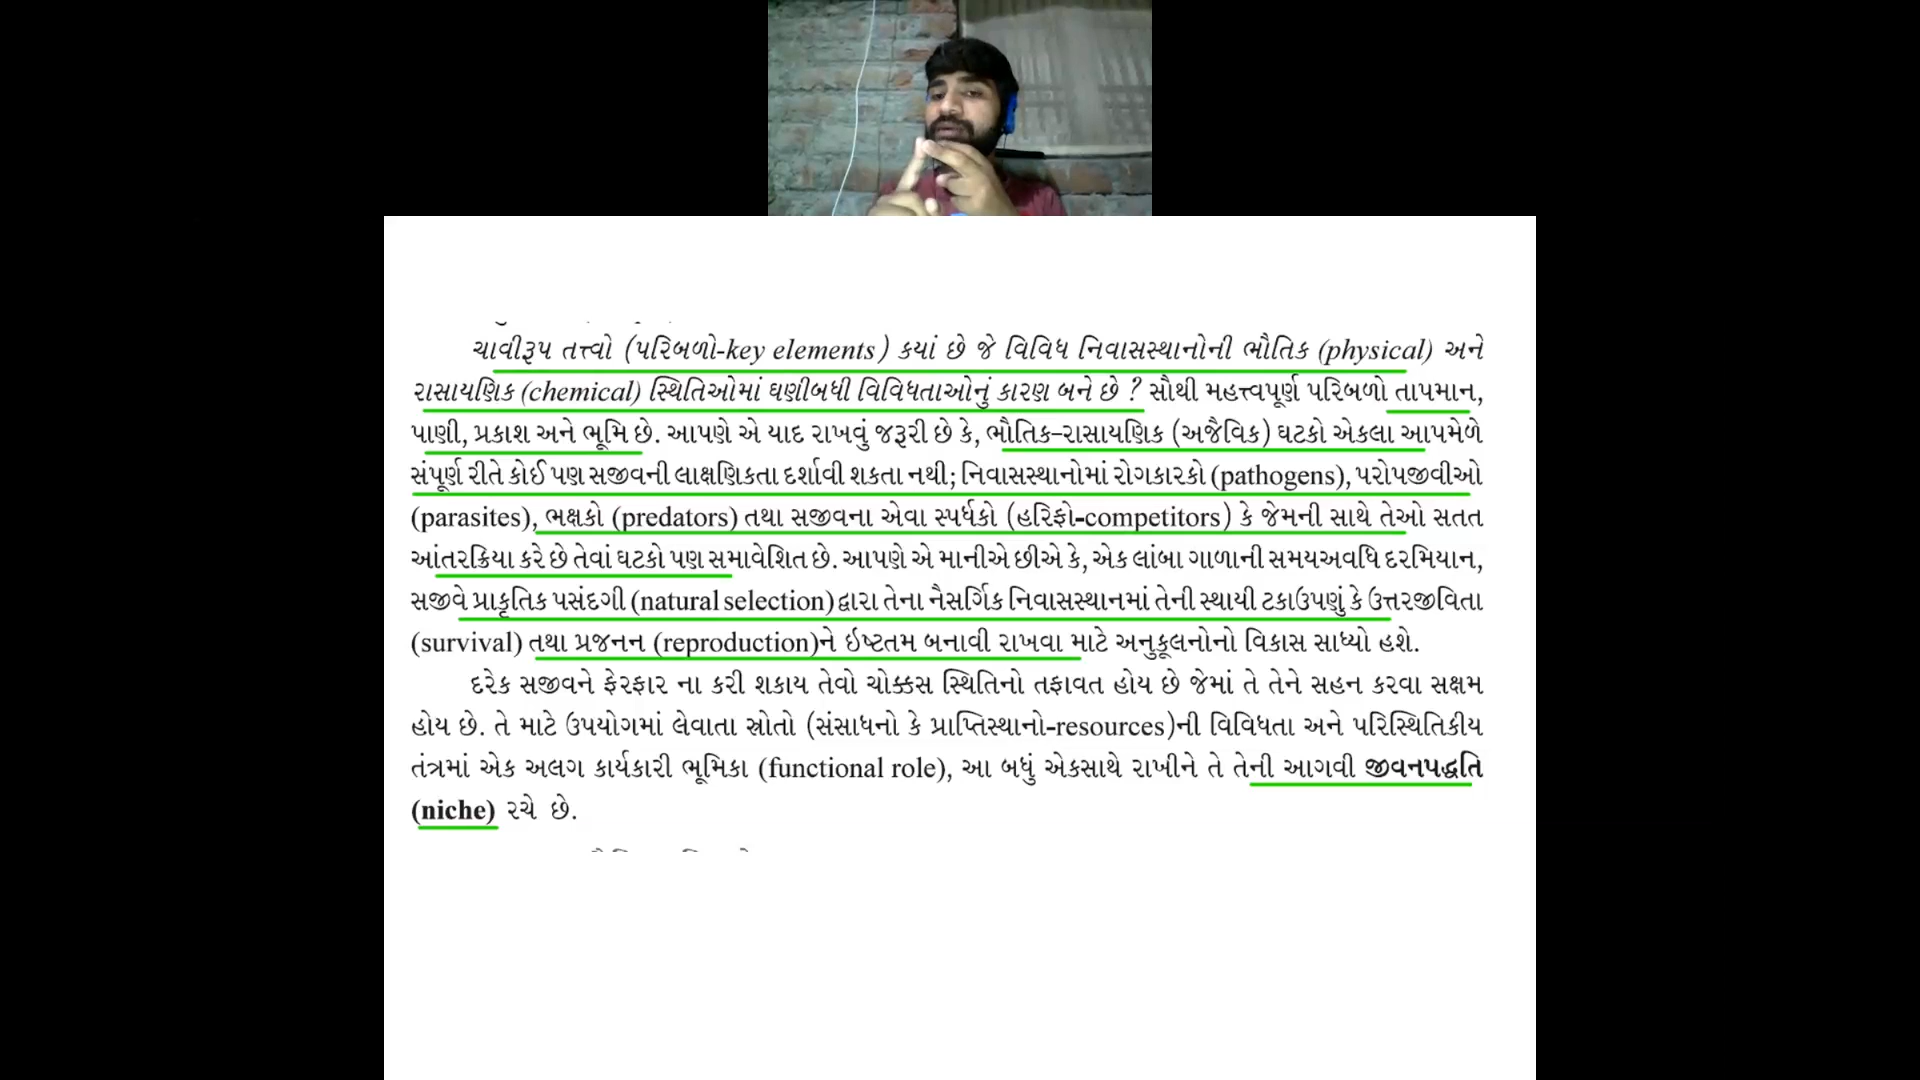 ચાવીરૂપ તત્ત્વો (પરિબળો-key elements) કયાં છે જે વિવિધ નિવાસસ્થાનોની ભૌતિક (physical) અને
રાસાયણિક (chemical) સ્થિતિઓમાં ઘણીબધી વિવિધતાઓનું કારણ બને છે ? સૌથી મહત્ત્વપૂર્ણ પરિબળો તાપમાન,
પાણી, પ્રકાશ અને ભૂમિ છે. આપણે એ યાદ રાખવું જરૂરી છે કે, ભૌતિક-રાસાયણિક (અજૈવિક) ઘટકો એકલા આપમેળે
સંપૂર્ણ રીતે કોઈ પણ સજીવની લાક્ષણિકતા દર્શાવી શકતા નથી; નિવાસસ્થાનોમાં રોગકારકો (pathogens), પરોપજીવીઓ
(parasites), ભક્ષકો (predators) તથા સજીવના એવા સ્પર્ધકો (હરિફો-competitors) કે જેમની સાથે તેઓ સતત
આંતરક્રિયા કરે છે તેવાં ઘટકો પણ સમાવેશિત છે. આપણે એ માનીએ છીએ કે, એક લાંબા ગાળાની સમયઅવધિ દરમિયાન,
સજીવે પ્રાકૃતિક પસંદગી (natural selection) દ્વારા તેના નૈસર્ગિક નિવાસસ્થાનમાં તેની સ્થાયી ટકાઉપણું કે ઉત્તરજીવિતા
(survival) તથા પ્રજનન (reproduction)ને ઇષ્ટતમ બનાવી રાખવા માટે અનુકૂલનોનો વિકાસ સાધ્યો હશે.
દરેક સજીવને ફેરફાર ના કરી શકાય તેવો ચોક્કસ સ્થિતિનો તફાવત હોય છે જેમાં તે તેને સહન કરવા સક્ષમ
હોય છે. તે માટે ઉપયોગમાં લેવાતા સ્રોતો (સંસાધનો કે પ્રાપ્તિસ્થાનો-resources)ની વિવિધતા અને પરિસ્થિતિકીય
તંત્રમાં એક અલગ કાર્યકારી ભૂમિકા (functional role), આ બધું એકસાથે રાખીને તે તેની આગવી જીવનપદ્ધતિ
(niche) રચે છે.